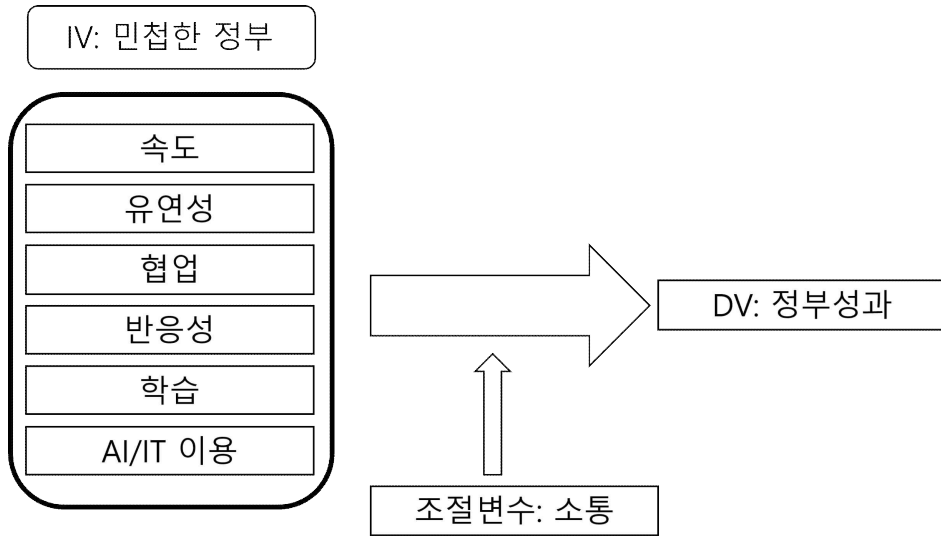 IV: 민첩한 정부
속도
유연성
협업
반응성
학습
AI/IT 이용
DV: 정부성과
조절변수: 소통